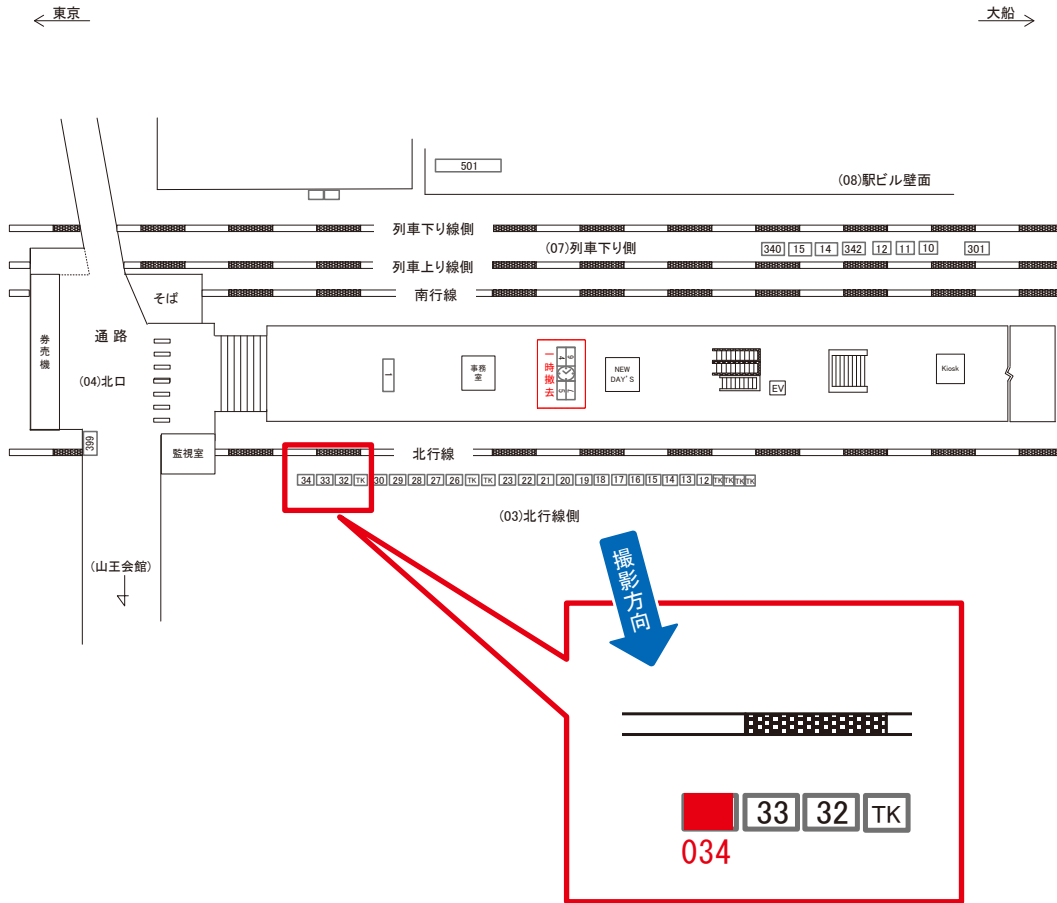 東京
大船
501
(08)駅ビル壁面
列車下り線側
(07)列車下り側
340 15 14 342 12 11 10 301
列車上り線側
南行線
そば
通路
券売機
(04)北口
1
事務室
一時撤去
9 4 7 5
NEW DAY'S
EV
Kiosk
399
監視室
北行線
34 33 32 TK 30 29 28 27 26 TK TK 23 22 21 20 19 18 17 16 15 14 13 12 TK TK TK TK
(03)北行線側
(山王会館)
撮影方向
33 32 TK
034